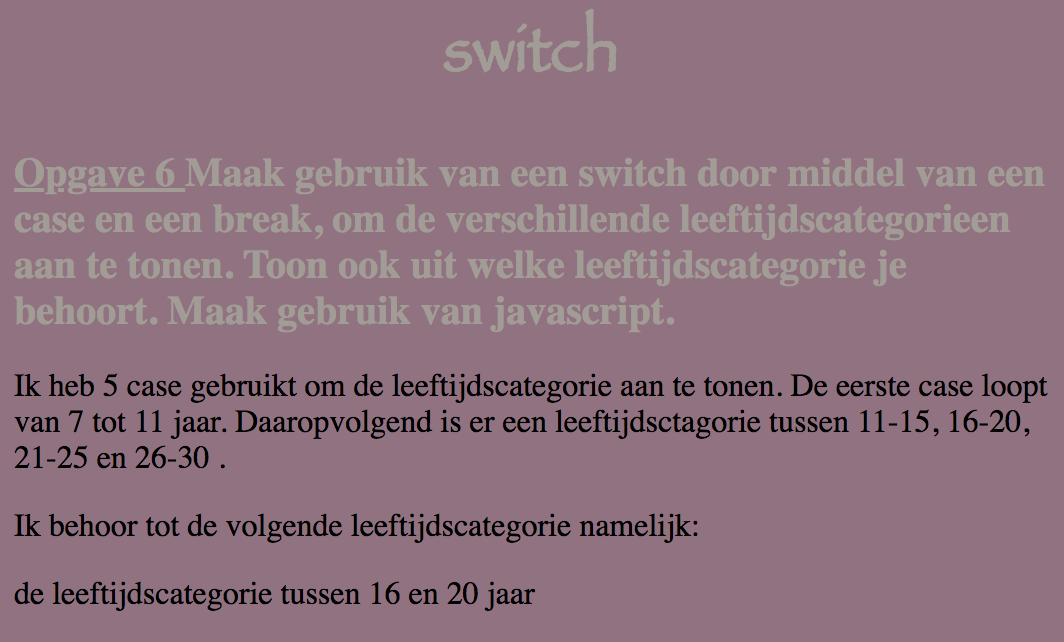 switch
Opgave 6 Maak gebruik van een switch door middel van een
case en een break, om de verschillende leeftijdscategorieen
aan te tonen. Toon ook uit welke leeftijdscategorie je
behoort. Maak gebruik van javascript.
Ik heb 5 case gebruikt om de leeftijdscategorie aan te tonen. De eerste case loopt
van 7 tot 11 jaar. Daaropvolgend is er een leeftijdsctagorie tussen 11-15, 16-20,
21-25 en 26-30 .
Ik behoor tot de volgende leeftijdscategorie namelijk:
de leeftijdscategorie tussen 16 en 20 jaar